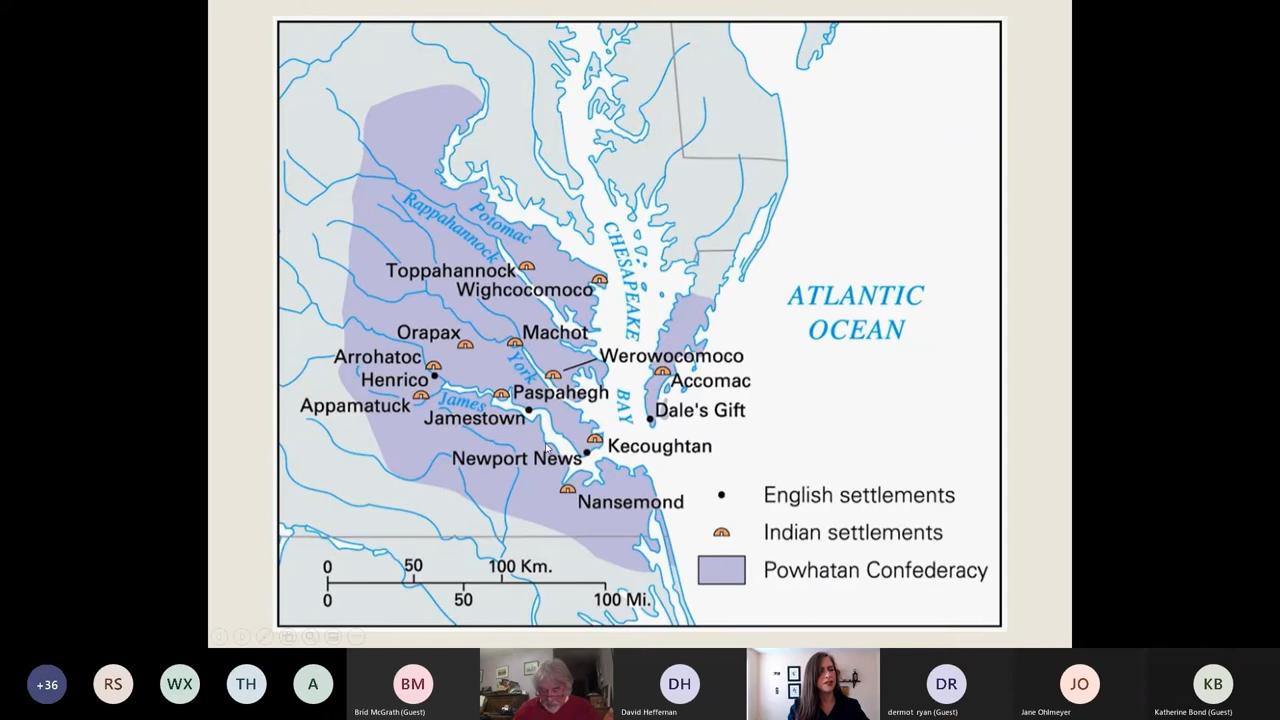 Potomac
Rappahannock
CHESAPEAKE
BAY
Toppahannock
Wighcocomoco
ATLANTIC
OCEAN
Orapax
Machot
York
Werowocomoco
Arrohatoc
Henrico
Accomac
Appamatuck
James
Paspahegh
Jamestown
Dale's Gift
Kecoughtan
Newport News
Nansemond
English settlements
Indian settlements
Powhatan Confederacy
0 50 100 Km.
0 50 100 Mi.
+36
RS
WX
TH
A
BM
Bríd McGrath (Guest)
DH
David Heffernan
DR
dermot ryan (Guest)
JO
Jane Ohlmeyer
KB
Katherine Bond (Guest)